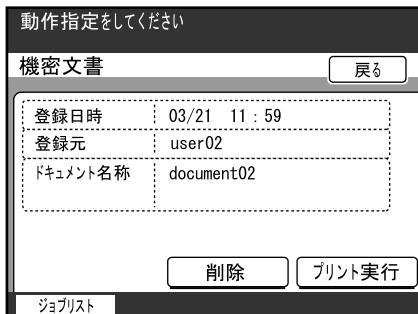 動作指定をしてください
機密文書 戻る
登録日時 03/21 11：59
登録元 user02
ドキュメント名称 document02
削除 プリント実行
ジョブリスト